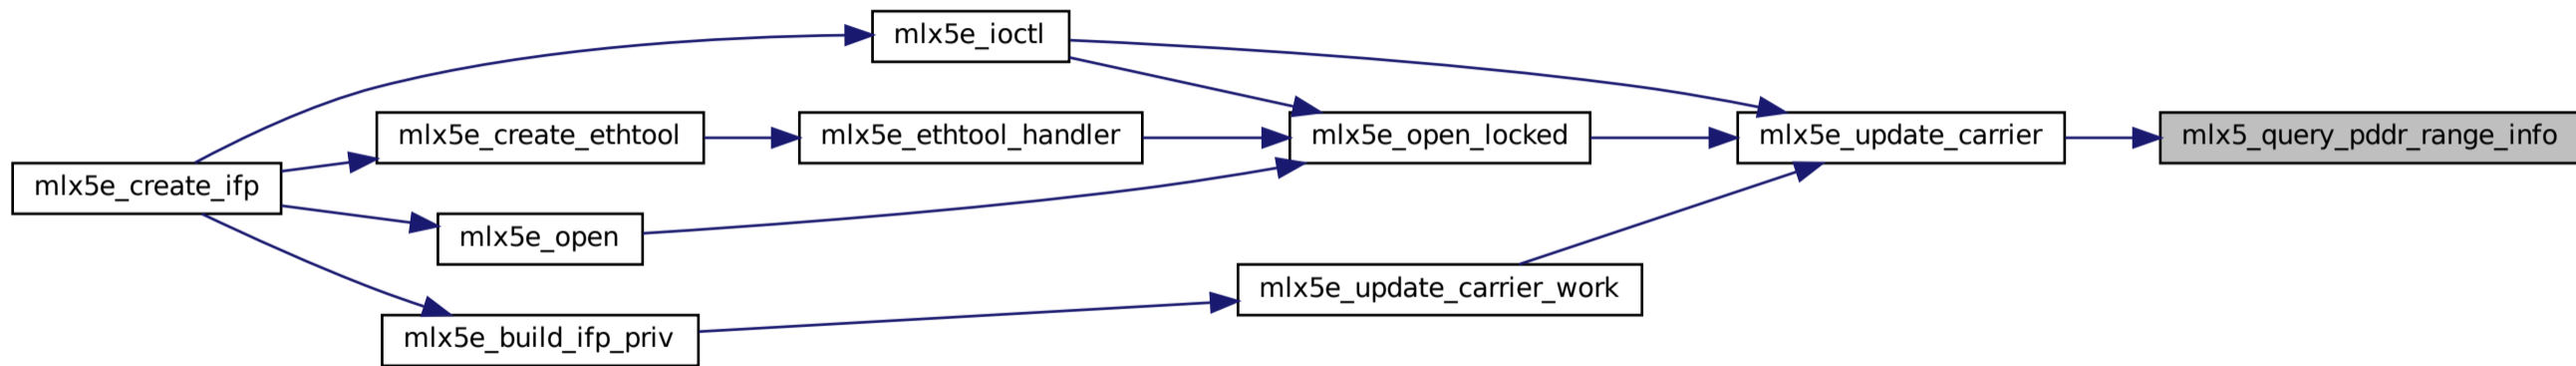 mlx5e_ioctl
mlx5e_create_ethtool
mlx5e_ethtool_handler
mlx5e_open_locked
mlx5e_update_carrier
mlx5_query_pddr_range_info
mlx5e_create_ifp
mlx5e_open
mlx5e_update_carrier_work
mlx5e_build_ifp_priv